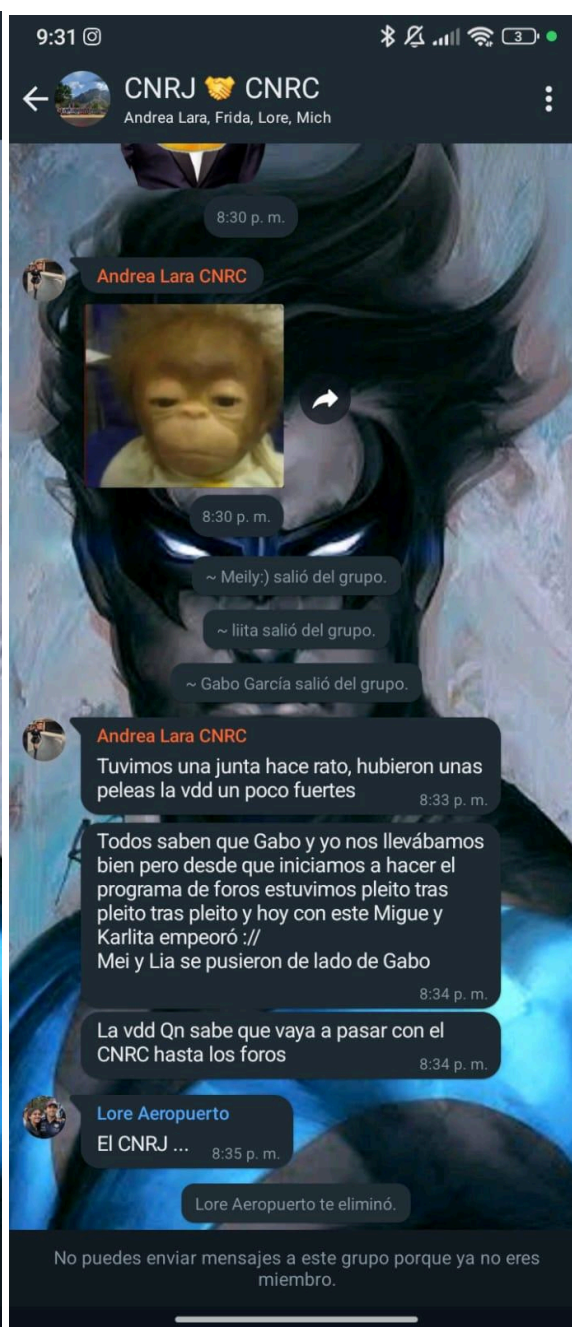 9:31
3
CNRJ 🤝 CNRC
Andrea Lara, Frida, Lore, Mich
8:30 p. m.
Andrea Lara CNRC
8:30 p. m.
~ Meily:) salió del grupo.
~ liita salió del grupo.
~ Gabo García salió del grupo.
Andrea Lara CNRC
Tuvimos una junta hace rato, hubieron unas
peleas la vdd un poco fuertes
8:33 p. m.
Todos saben que Gabo y yo nos llevábamos
bien pero desde que iniciamos a hacer el
programa de foros estuvimos pleito tras
pleito tras pleito y hoy con este Migue y
Karlita empeoró ://
Mei y Lia se pusieron de lado de Gabo
8:34 p. m.
La vdd Qn sabe que vaya a pasar con el
CNRC hasta los foros
8:34 p. m.
Lore Aeropuerto
El CNRJ ...
8:35 p. m.
Lore Aeropuerto te eliminó.
No puedes enviar mensajes a este grupo porque ya no eres
miembro.